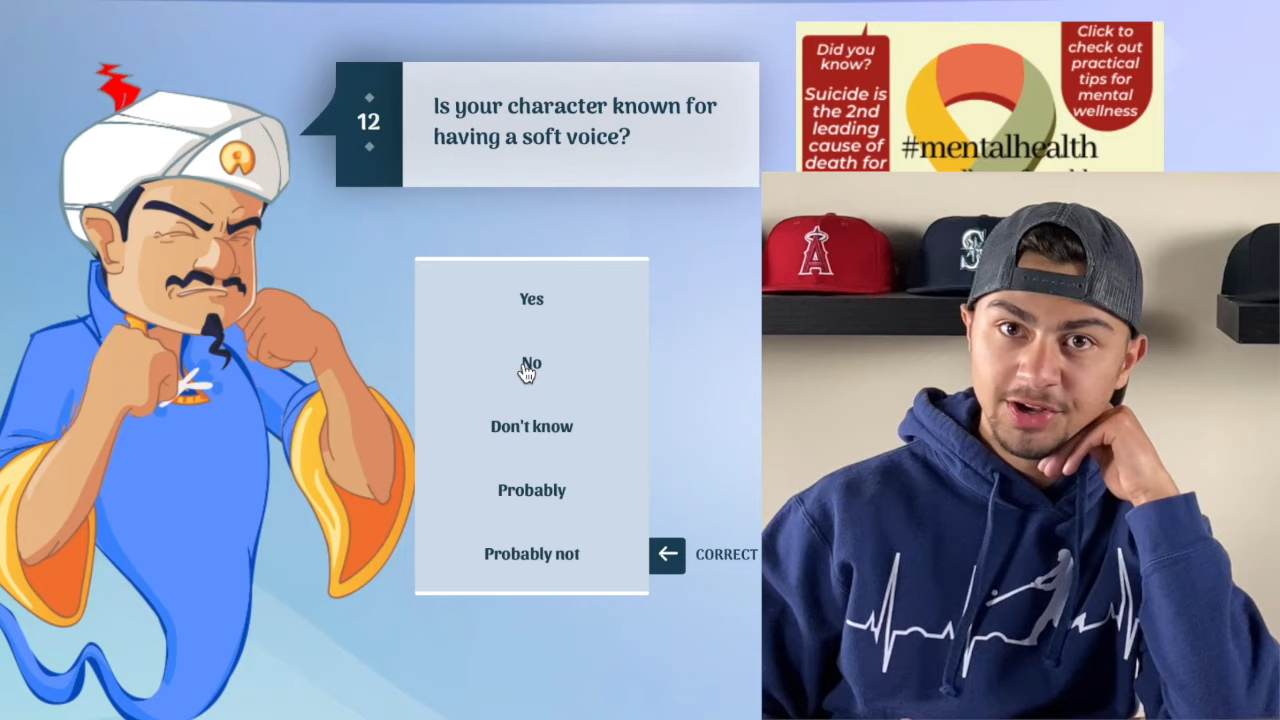 12
Is your character known for
having a soft voice?
Yes
No
Don't know
Probably
Probably not
CORRECT
Did you
know?
Suicide is
the 2nd
leading
cause of
death for
#mentalhealth
Click to
check out
practical
tips for
mental
wellness
A
S